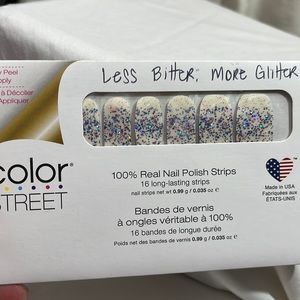 Peel
à Décoller
Appliquer
LESS BITTER, MORE GLITTER
color®
STREET
100% Real Nail Polish Strips
16 long-lasting strips
nail strips net wt 0.99 g / 0.035 oz ℮
Bandes de vernis
à ongles véritable à 100%
16 bandes de longue durée
Poids net des bandes de vernis 0.99 g / 0.035 oz ℮
Made in USA
Fabriquées aux
ÉTATS-UNIS